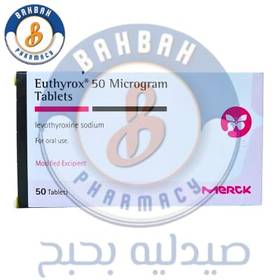 BAHBAH
PHARMACY
Euthyrox® 50 Microgram
Tablets
levothyroxine sodium
For oral use.
Modified Excipient
50 Tablets
MERCK
BAHBAH
PHARMACY
صيدليه بحبح